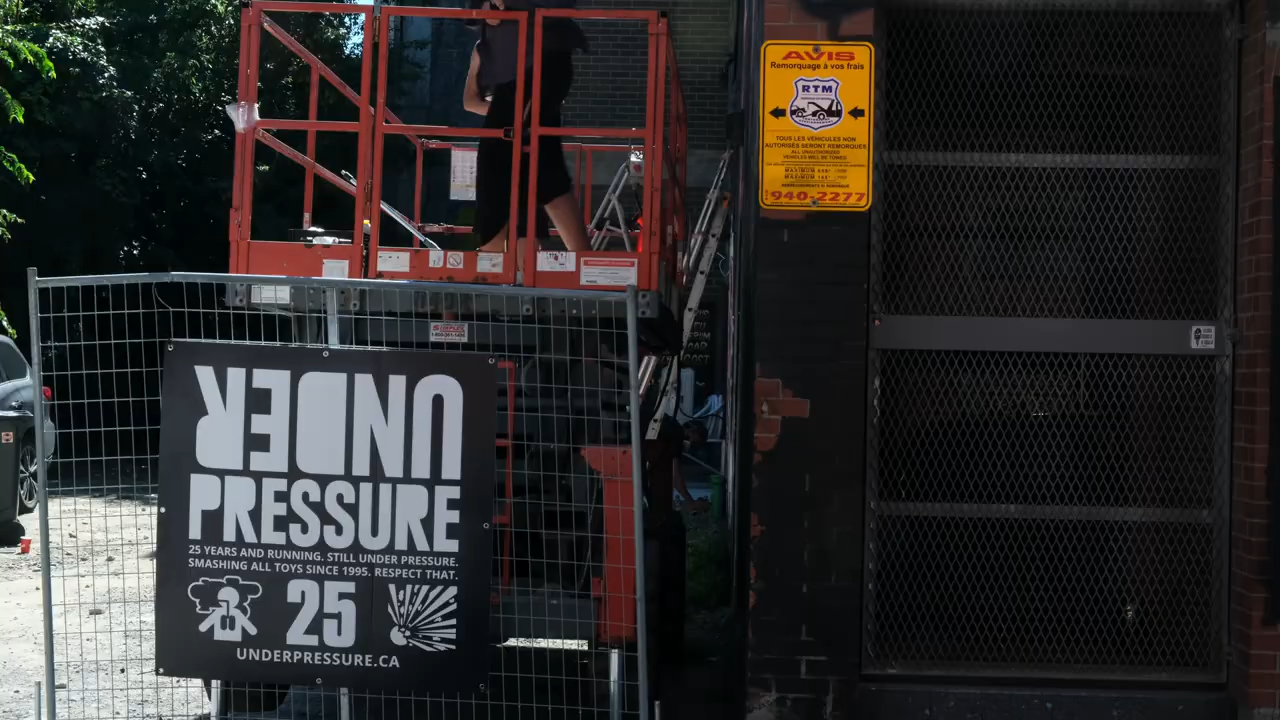 AVIS
Remorquage à vos frais
RTM
TOUS LES VÉHICULES NON
AUTORISÉS SERONT REMORQUÉS
ALL UNAUTHORIZED
VEHICLES WILL BE TOWED
940-2277
SIMPLEX
UNDER
PRESSURE
25 YEARS AND RUNNING. STILL UNDER PRESSURE.
SMASHING ALL TOYS SINCE 1995. RESPECT THAT.
25
UNDERPRESSURE.CA